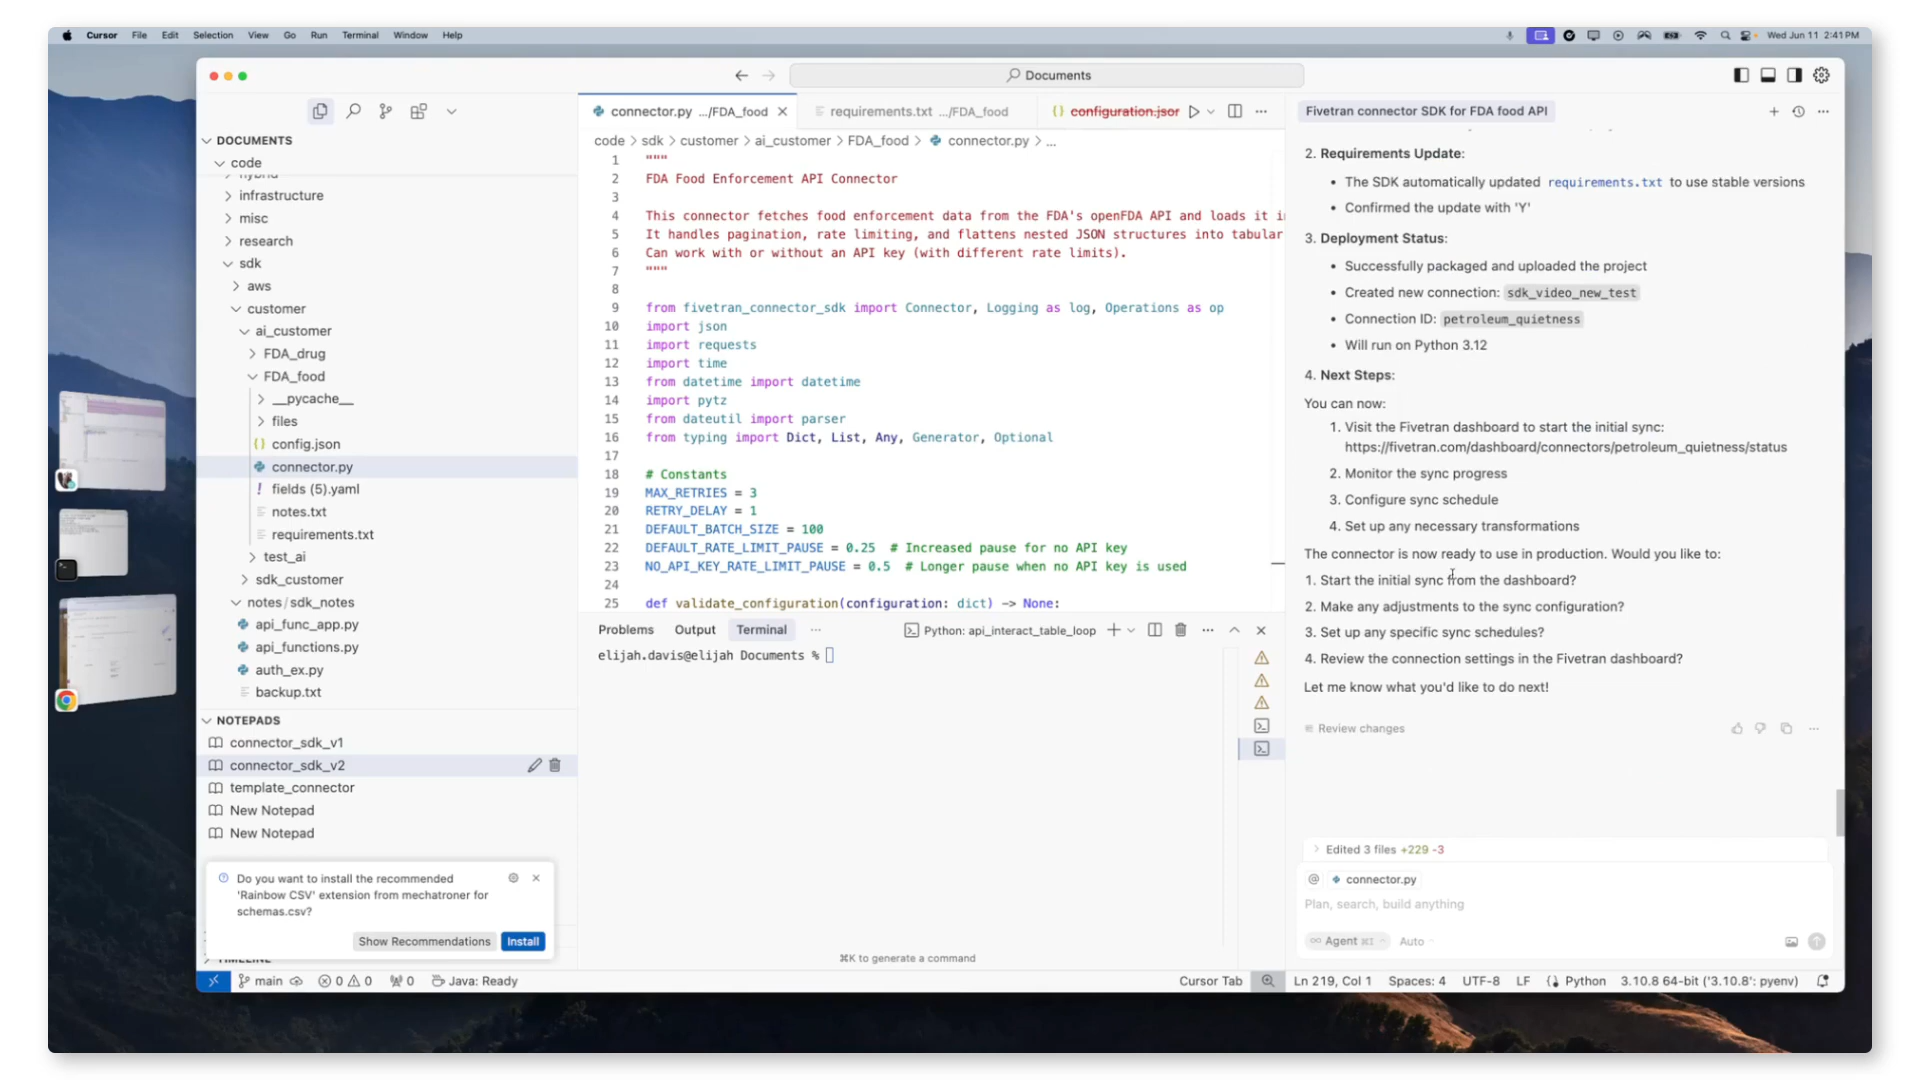 Cursor File Edit Selection View Go Run Terminal Window Help
Wed Jun 11 2:41 PM
Documents
connector.py .../FDA_food
requirements.txt .../FDA_food
configuration.jsor
Fivetran connector SDK for FDA food API
DOCUMENTS
code
hybrid
infrastructure
misc
research
sdk
aws
customer
ai_customer
FDA_drug
FDA_food
__pycache__
files
config.json
connector.py
fields (5).yaml
notes.txt
requirements.txt
test_ai
sdk_customer
notes/sdk_notes
api_func_app.py
api_functions.py
auth_ex.py
backup.txt
NOTEPADS
connector_sdk_v1
connector_sdk_v2
template_connector
New Notepad
New Notepad
Do you want to install the recommended
'Rainbow CSV' extension from mechatroner for
schemas.csv?
Show Recommendations Install
TIMELINE
code > sdk > customer > ai_customer > FDA_food > connector.py > ...
1 """
2 FDA Food Enforcement API Connector
3
4 This connector fetches food enforcement data from the FDA's openFDA API and loads it i
5 It handles pagination, rate limiting, and flattens nested JSON structures into tabular
6 Can work with or without an API key (with different rate limits).
7 """
8
9 from fivetran_connector_sdk import Connector, Logging as log, Operations as op
10 import json
11 import requests
12 import time
13 from datetime import datetime
14 import pytz
15 from dateutil import parser
16 from typing import Dict, List, Any, Generator, Optional
17
18 # Constants
19 MAX_RETRIES = 3
20 RETRY_DELAY = 1
21 DEFAULT_BATCH_SIZE = 100
22 DEFAULT_RATE_LIMIT_PAUSE = 0.25 # Increased pause for no API key
23 NO_API_KEY_RATE_LIMIT_PAUSE = 0.5 # Longer pause when no API key is used
24
25 def validate_configuration(configuration: dict) -> None:
Problems Output Terminal ...
Python: api_interact_table_loop
elijah.davis@elijah Documents %
⌘K to generate a command
2. Requirements Update:
• The SDK automatically updated requirements.txt to use stable versions
• Confirmed the update with 'Y'
3. Deployment Status:
• Successfully packaged and uploaded the project
• Created new connection: sdk_video_new_test
• Connection ID: petroleum_quietness
• Will run on Python 3.12
4. Next Steps:
You can now:
1. Visit the Fivetran dashboard to start the initial sync:
https://fivetran.com/dashboard/connectors/petroleum_quietness/status
2. Monitor the sync progress
3. Configure sync schedule
4. Set up any necessary transformations
The connector is now ready to use in production. Would you like to:
1. Start the initial sync from the dashboard?
2. Make any adjustments to the sync configuration?
3. Set up any specific sync schedules?
4. Review the connection settings in the Fivetran dashboard?
Let me know what you'd like to do next!
Review changes
Edited 3 files +229 -3
@ connector.py
Plan, search, build anything
∞ Agent ⌘I Auto
main 0 0 0 Java: Ready
Cursor Tab Ln 219, Col 1 Spaces: 4 UTF-8 LF Python 3.10.8 64-bit ('3.10.8': pyenv)